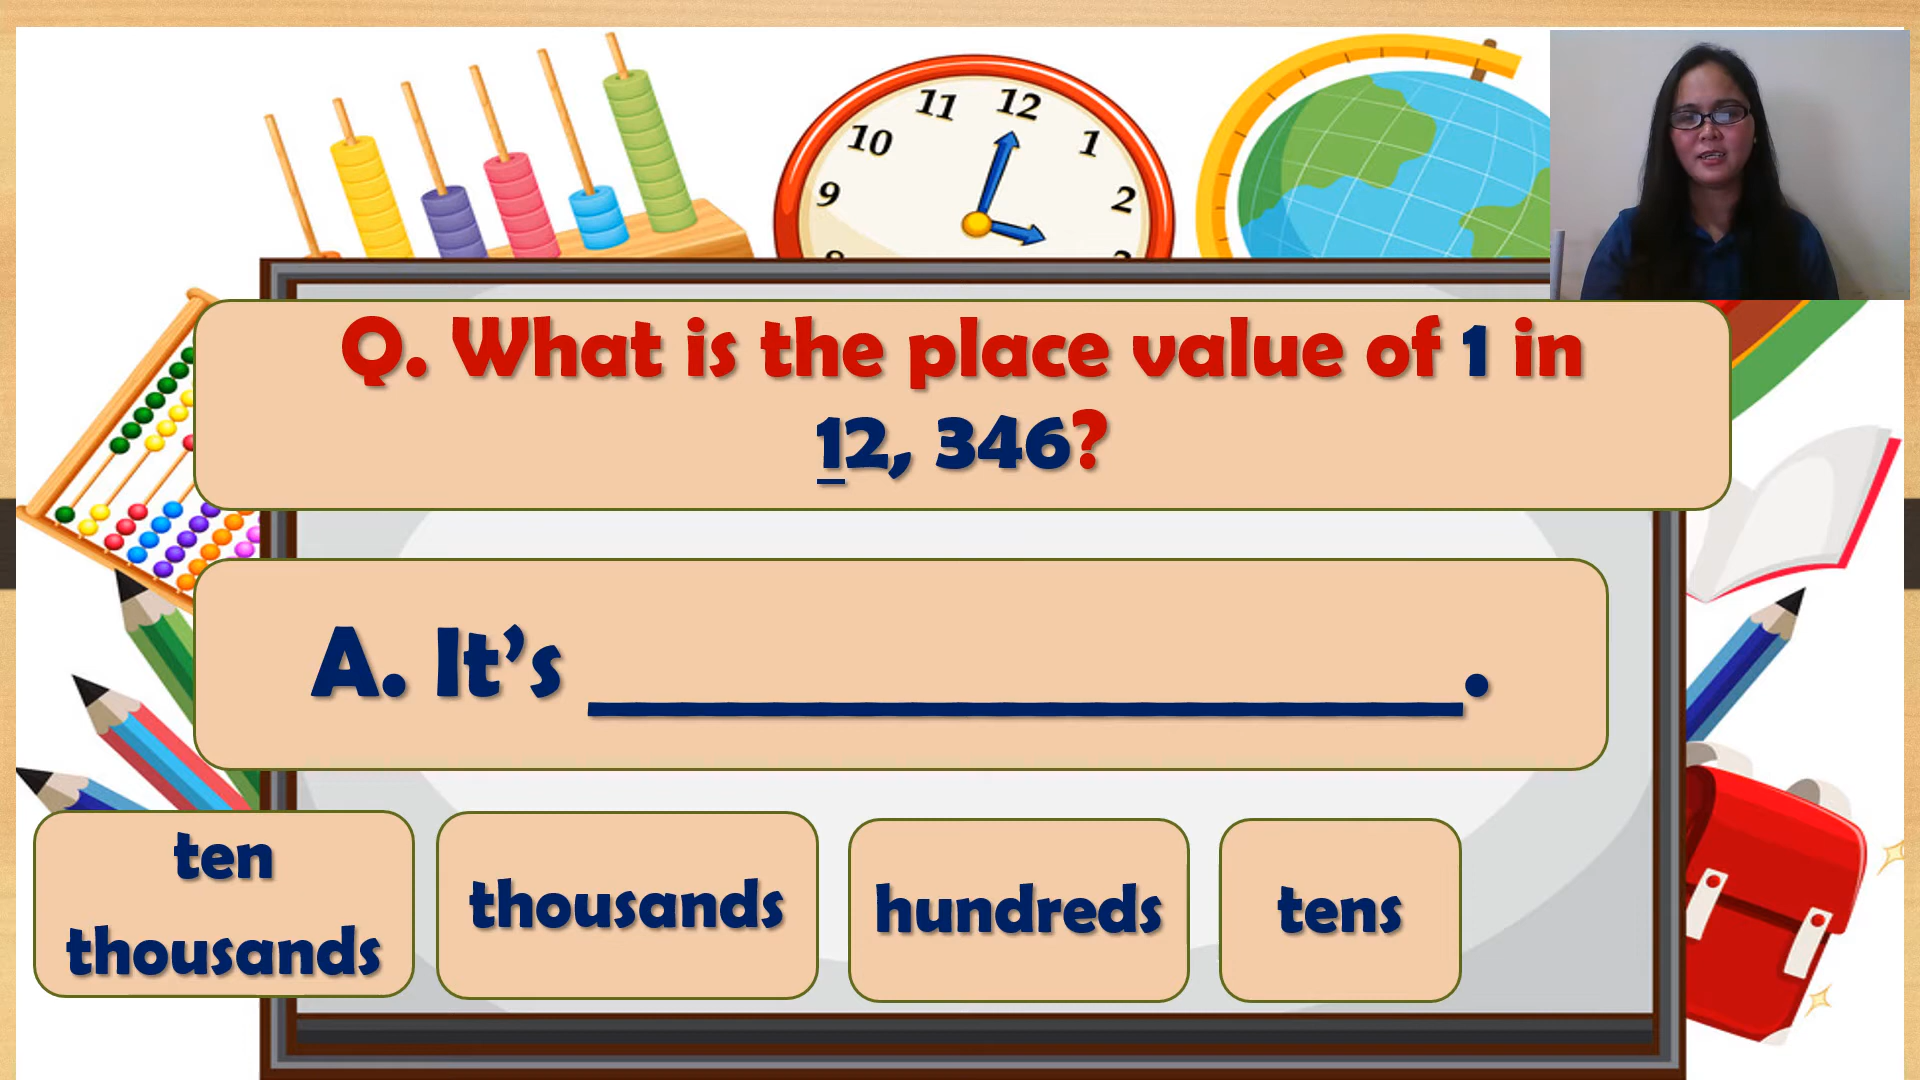 11 12 1
10 2
9
Q. What is the place value of 1 in
12, 346?
A. It's ____________________.
ten
thousands
thousands
hundreds
tens